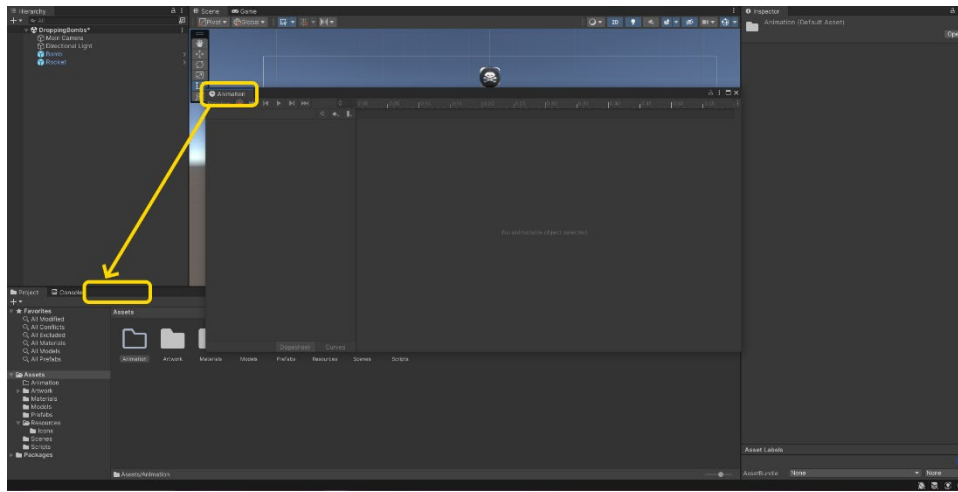 Hierarchy
All
DroppingBombs*
Main Camera
Directional Light
Bomb
Rocket
Scene
Game
Pivot
Global
2D
Animation
No animatable object selected
Dopesheet
Curves
Inspector
Animation (Default Asset)
Ope
Project
Console
Favorites
All Modified
All Conflicts
All Excluded
All Materials
All Models
All Prefabs
Assets
Animation
Artwork
Materials
Models
Prefabs
Resources
Icons
Scenes
Scripts
Packages
Assets
Animation
Artwork
Materials
Models
Prefabs
Resources
Scenes
Scripts
Assets/Animation
Asset Labels
AssetBundle
None
None